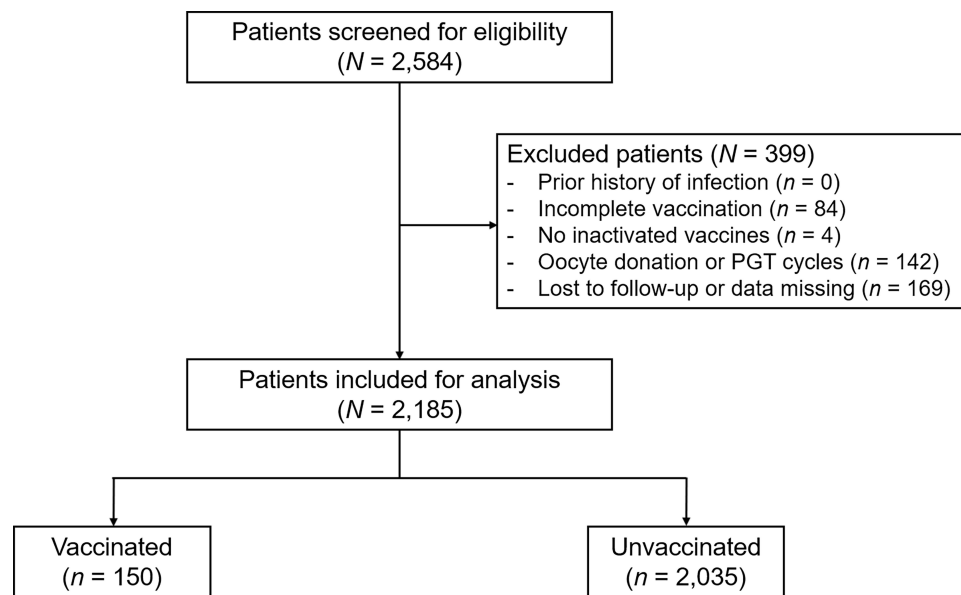 Patients screened for eligibility
(N = 2,584)
Excluded patients (N = 399)
- Prior history of infection (n = 0)
- Incomplete vaccination (n = 84)
- No inactivated vaccines (n = 4)
- Oocyte donation or PGT cycles (n = 142)
- Lost to follow-up or data missing (n = 169)
Patients included for analysis
(N = 2,185)
Vaccinated
(n = 150)
Unvaccinated
(n = 2,035)